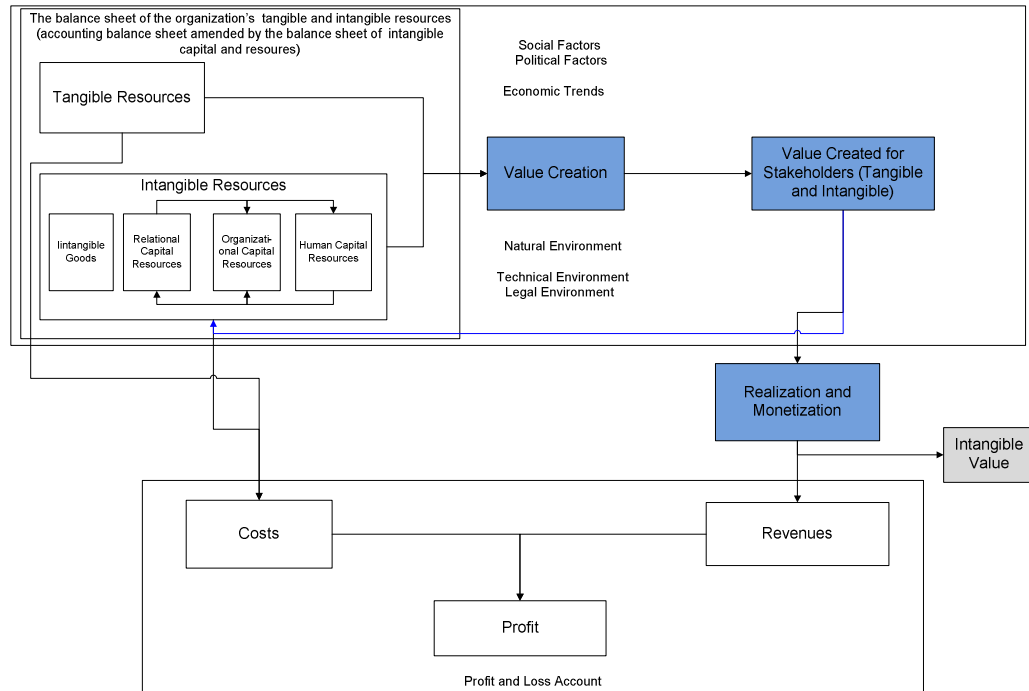 The balance sheet of the organization's tangible and intangible resources
(accounting balance sheet amended by the balance sheet of intangible
capital and resoures)
Social Factors
Political Factors
Economic Trends
Tangible Resources
Value Creation
Value Created for
Stakeholders (Tangible
and Intangible)
Intangible Resources
Iintangible
Goods
Relational
Capital
Resources
Organizati-
onal Capital
Resources
Human Capital
Resources
Natural Environment
Technical Environment
Legal Environment
Realization and
Monetization
Intangible
Value
Costs
Revenues
Profit
Profit and Loss Account